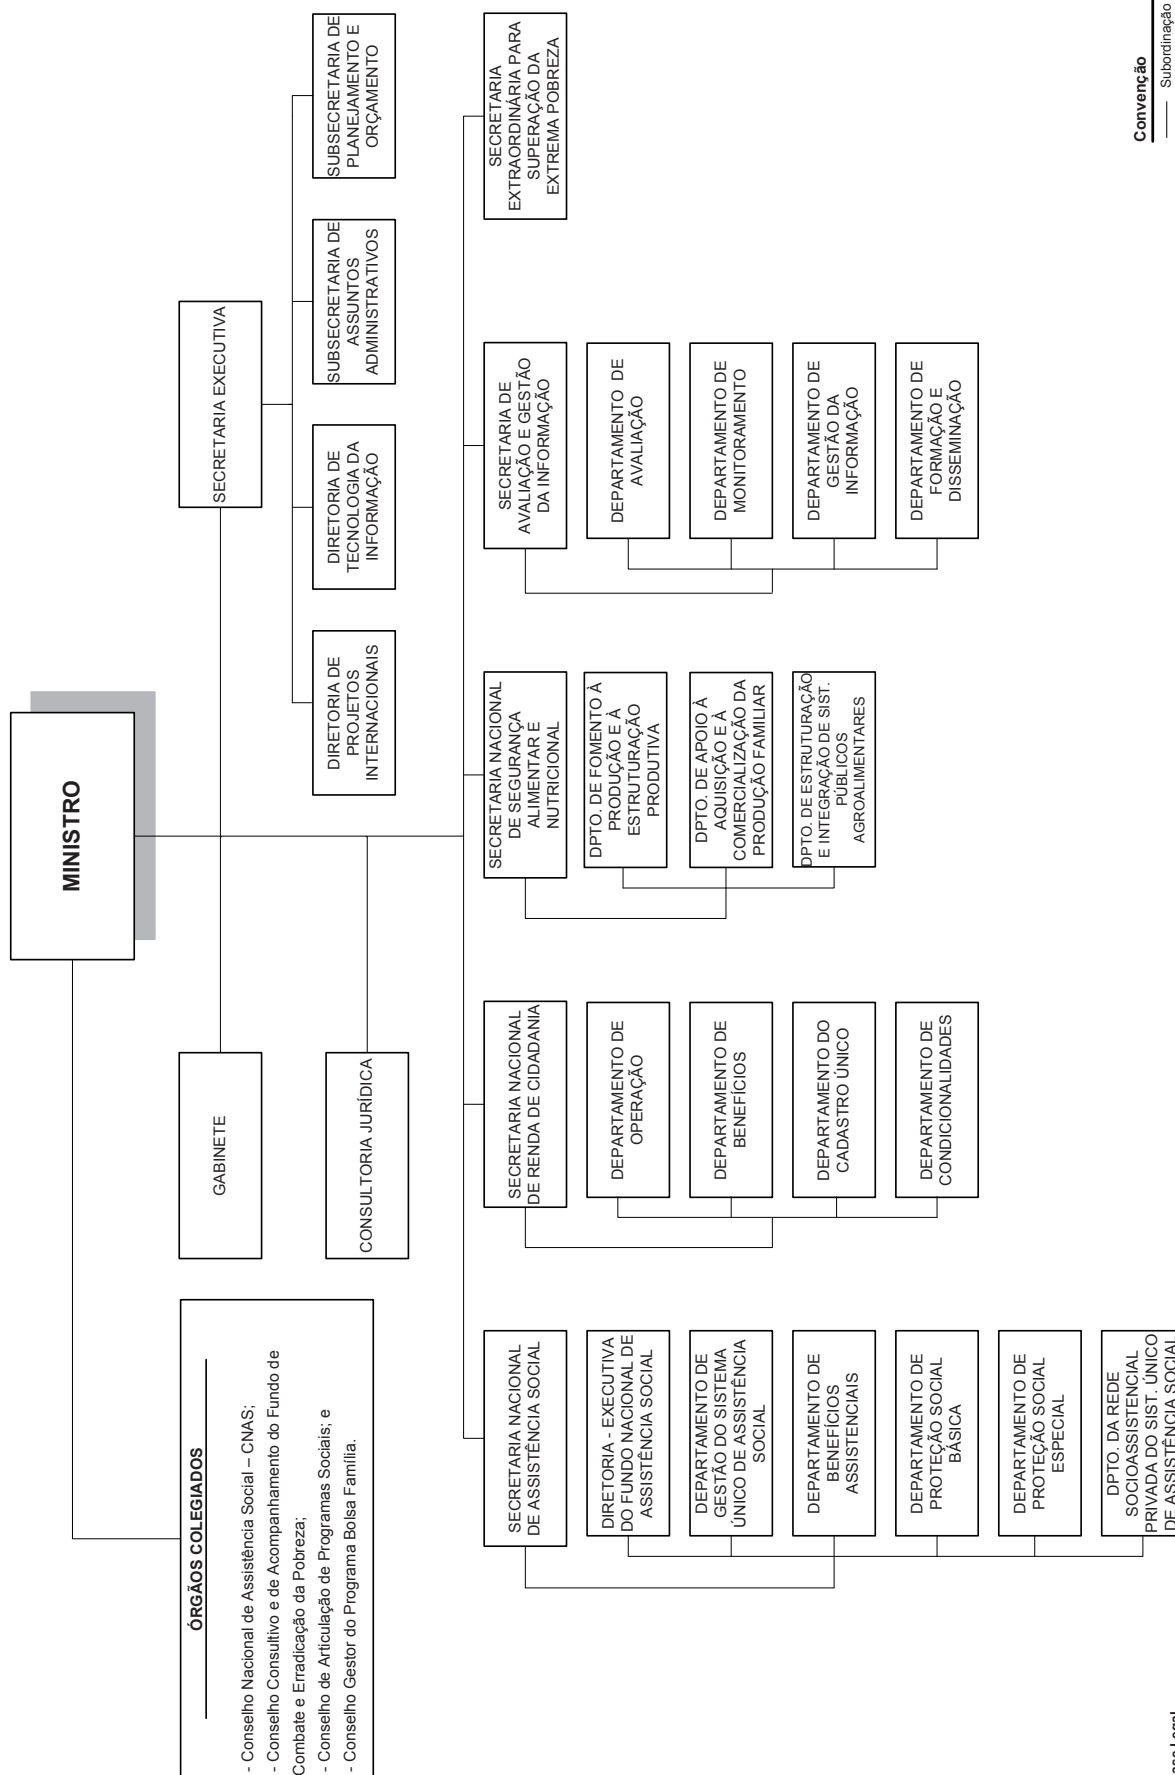 MINISTRO
ÓRGÃOS COLEGIADOS
- Conselho Nacional de Assistência Social – CNAS;
- Conselho Consultivo e de Acompanhamento do Fundo de
Combate e Erradicação da Pobreza;
- Conselho de Articulação de Programas Sociais; e
- Conselho Gestor do Programa Bolsa Família.
GABINETE
SECRETARIA EXECUTIVA
CONSULTORIA JURÍDICA
DIRETORIA DE
PROJETOS
INTERNACIONAIS
DIRETORIA DE
TECNOLOGIA DA
INFORMAÇÃO
SUBSECRETARIA DE
ASSUNTOS
ADMINISTRATIVOS
SUBSECRETARIA DE
PLANEJAMENTO E
ORÇAMENTO
SECRETARIA NACIONAL
DE ASSISTÊNCIA SOCIAL
DIRETORIA - EXECUTIVA
DO FUNDO NACIONAL DE
ASSISTÊNCIA SOCIAL
DEPARTAMENTO DE
GESTÃO DO SISTEMA
ÚNICO DE ASSISTÊNCIA
SOCIAL
DEPARTAMENTO DE
BENEFÍCIOS
ASSISTENCIAIS
DEPARTAMENTO DE
PROTEÇÃO SOCIAL
BÁSICA
DEPARTAMENTO DE
PROTEÇÃO SOCIAL
ESPECIAL
DPTO. DA REDE
SOCIOASSISTENCIAL
PRIVADA DO SIST. ÚNICO
DE ASSISTÊNCIA SOCIAL
SECRETARIA NACIONAL
DE RENDA DE CIDADANIA
DEPARTAMENTO DE
OPERAÇÃO
DEPARTAMENTO DE
BENEFÍCIOS
DEPARTAMENTO DO
CADASTRO ÚNICO
DEPARTAMENTO DE
CONDICIONALIDADES
SECRETARIA NACIONAL
DE SEGURANÇA
ALIMENTAR E
NUTRICIONAL
DPTO. DE FOMENTO À
PRODUÇÃO E À
ESTRUTURAÇÃO
PRODUTIVA
DPTO. DE APOIO À
AQUISIÇÃO E À
COMERCIALIZAÇÃO DA
PRODUÇÃO FAMILIAR
DPTO. DE ESTRUTURAÇÃO
E INTEGRAÇÃO DE SIST.
PÚBLICOS
AGROALIMENTARES
SECRETARIA DE
AVALIAÇÃO E GESTÃO
DA INFORMAÇÃO
DEPARTAMENTO DE
AVALIAÇÃO
DEPARTAMENTO DE
MONITORAMENTO
DEPARTAMENTO DE
GESTÃO DA
INFORMAÇÃO
DEPARTAMENTO DE
FORMAÇÃO E
DISSEMINAÇÃO
SECRETARIA
EXTRAORDINÁRIA PARA
SUPERAÇÃO DA
EXTREMA POBREZA
Convenção
Subordinação
Legal